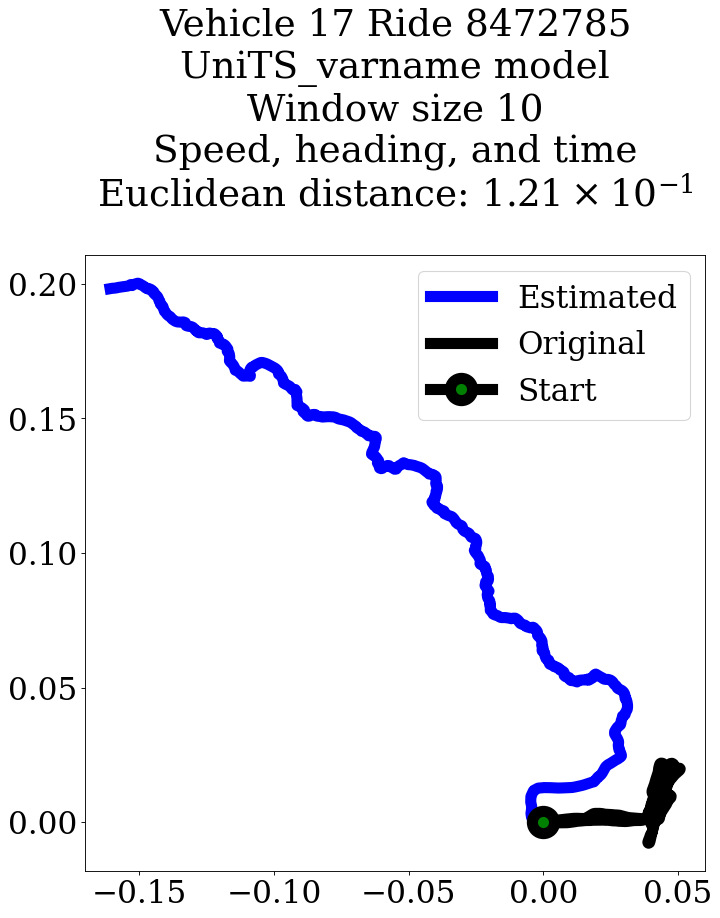 Vehicle 17 Ride 8472785
UniTS_varname model
Window size 10
Speed, heading, and time
Euclidean distance: 1.21 × 10⁻¹
Estimated
Original
Start
0.20
0.15
0.10
0.05
0.00
−0.15 −0.10 −0.05 0.00 0.05